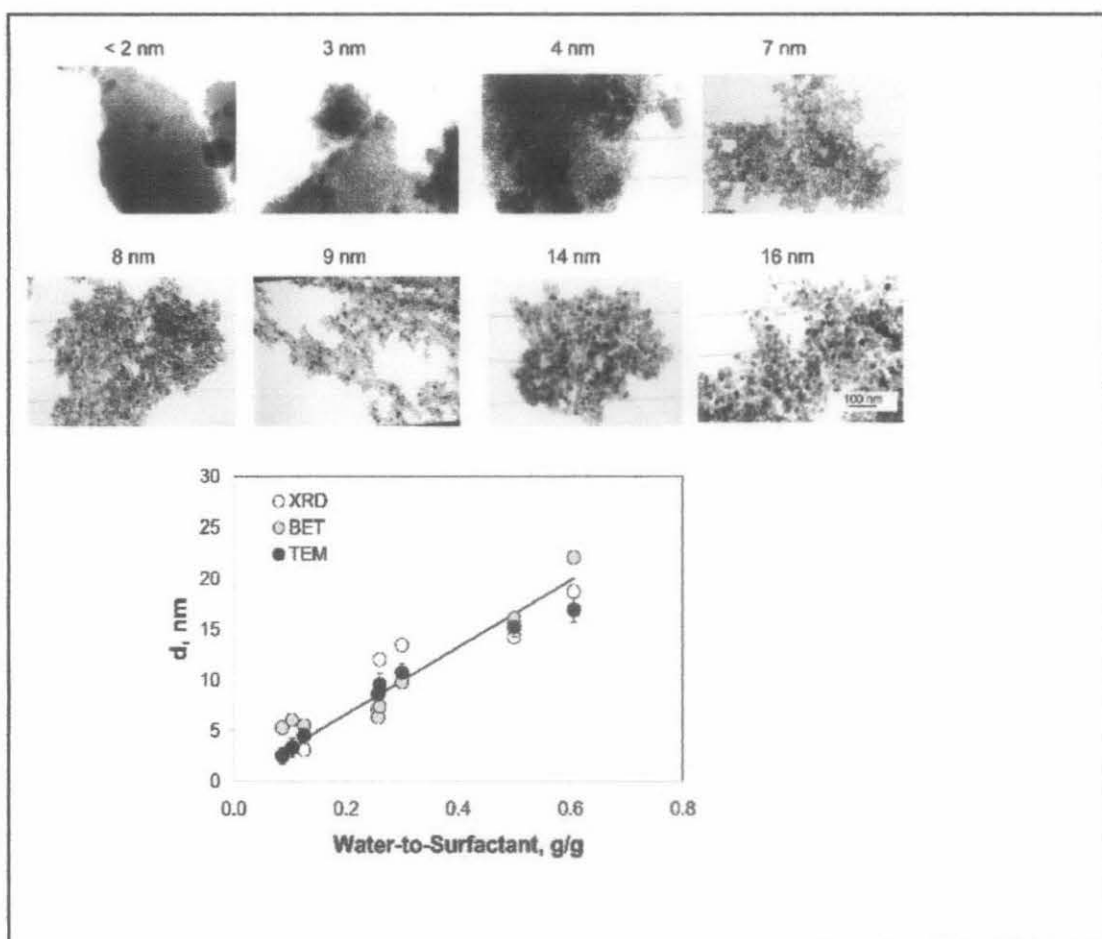 < 2 nm 3 nm 4 nm 7 nm
8 nm 9 nm 14 nm 16 nm
100 nm
30
25
20
15
10
5
0
XRD
BET
TEM
d, nm
0.0 0.2 0.4 0.6 0.8
Water-to-Surfactant, g/g